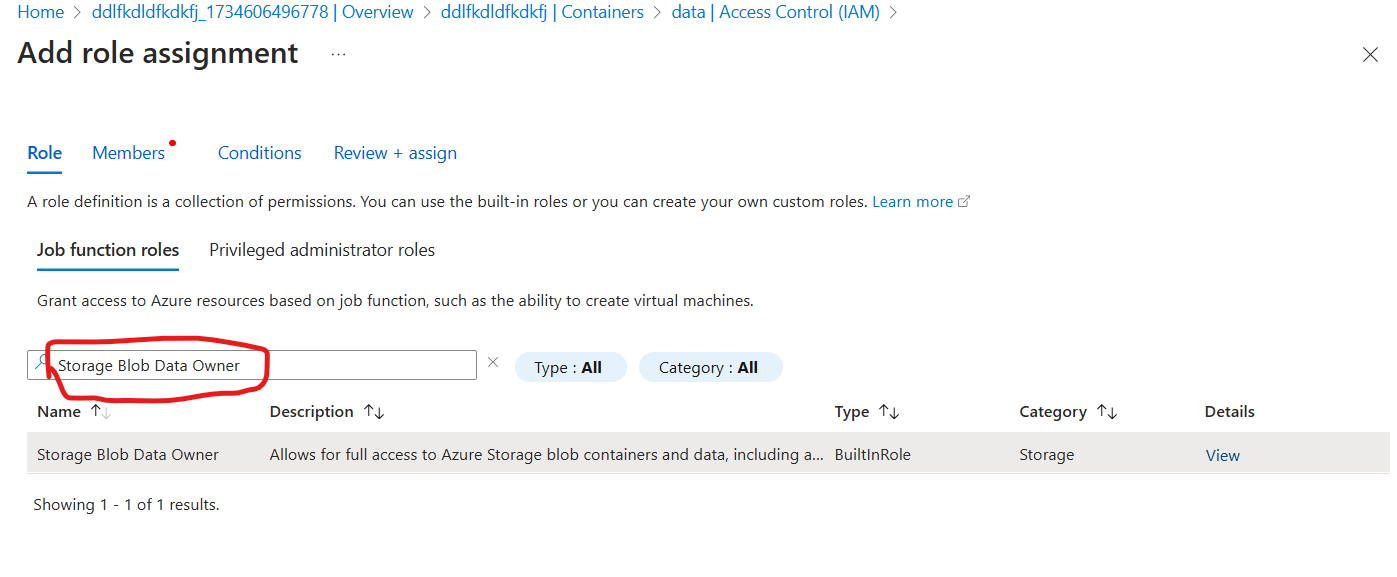 Home > ddlfkdldfkdkfj_1734606496778 | Overview > ddlfkdldfkdkfj | Containers > data | Access Control (IAM) >
Add role assignment ...
Role Members Conditions Review + assign
A role definition is a collection of permissions. You can use the built-in roles or you can create your own custom roles. Learn more
Job function roles Privileged administrator roles
Grant access to Azure resources based on job function, such as the ability to create virtual machines.
Storage Blob Data Owner Type : All Category : All
Name ↑↓ Description ↑↓ Type ↑↓ Category ↑↓ Details
Storage Blob Data Owner Allows for full access to Azure Storage blob containers and data, including a... BuiltInRole Storage View
Showing 1 - 1 of 1 results.